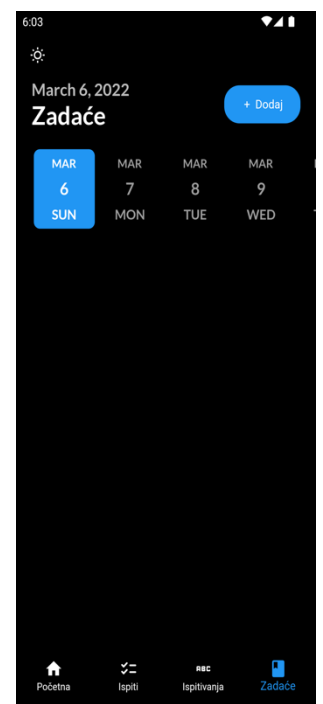 6:03
March 6, 2022
Zadaće
+ Dodaj
MAR MAR MAR MAR
6 7 8 9
SUN MON TUE WED
ABC
Početna Ispiti Ispitivanja Zadaće